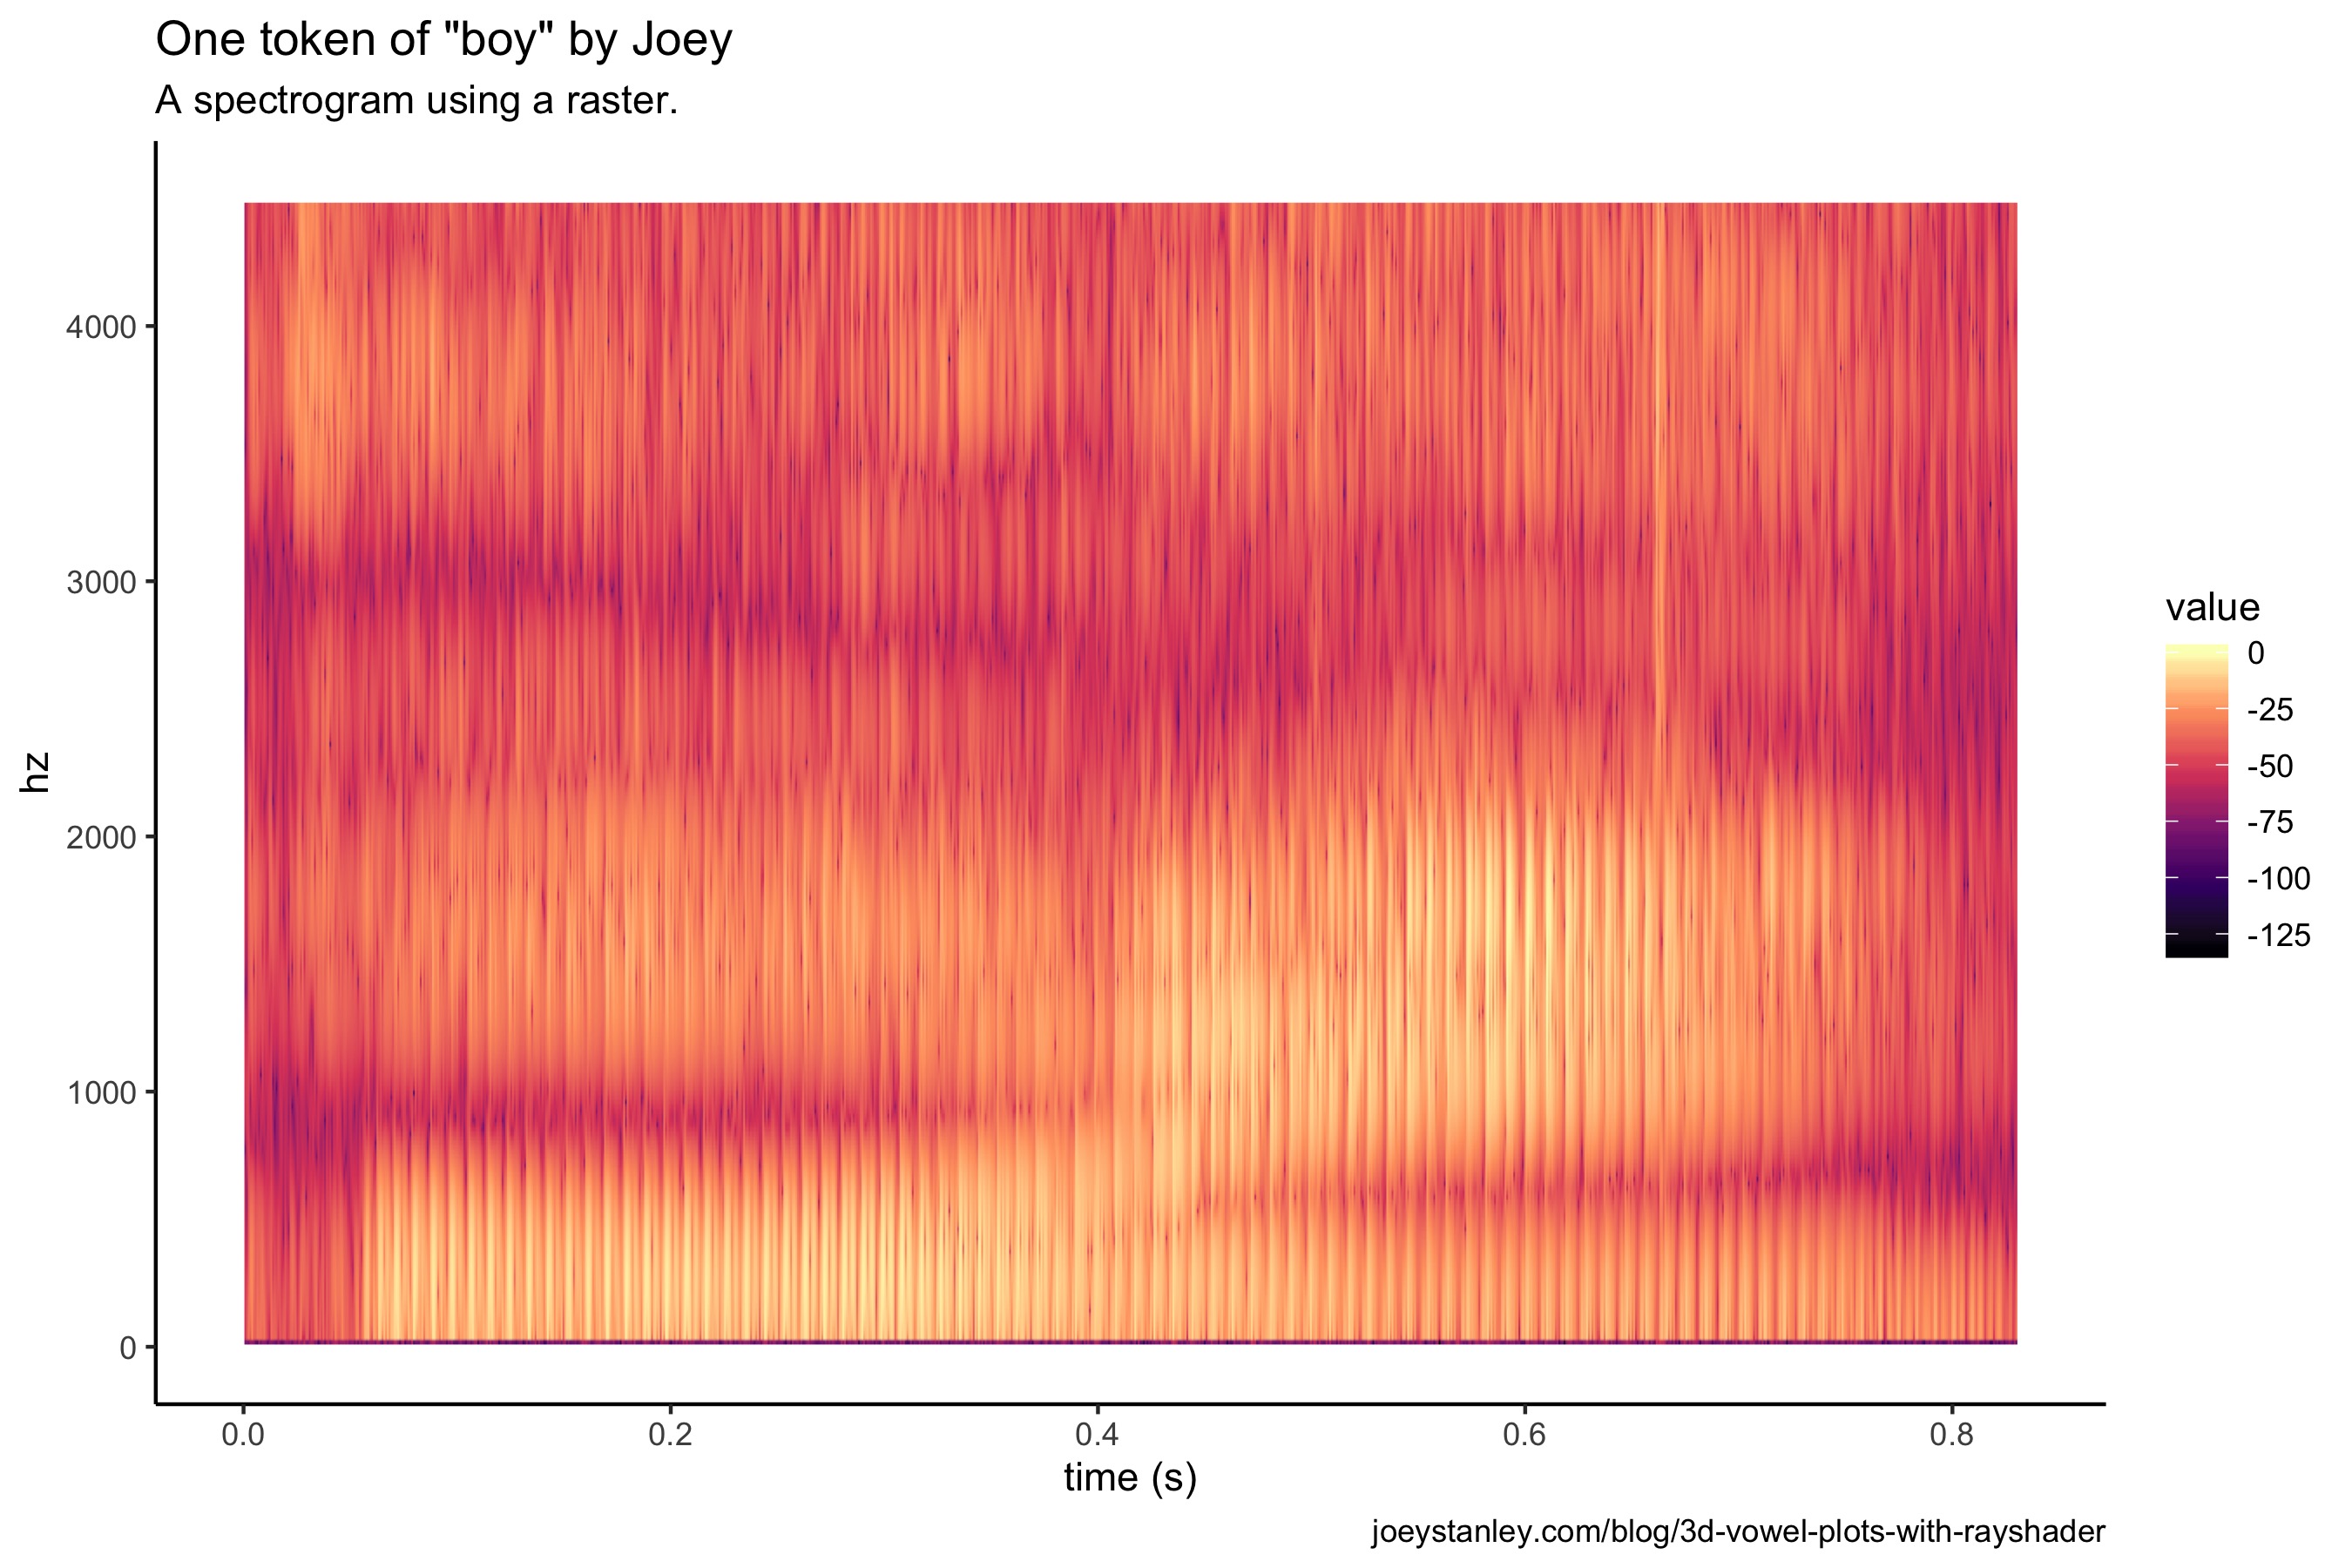 One token of "boy" by Joey
A spectrogram using a raster.
hz
4000
3000
2000
1000
0
0.0 0.2 0.4 0.6 0.8
time (s)
value
0
-25
-50
-75
-100
-125
joeystanley.com/blog/3d-vowel-plots-with-rayshader